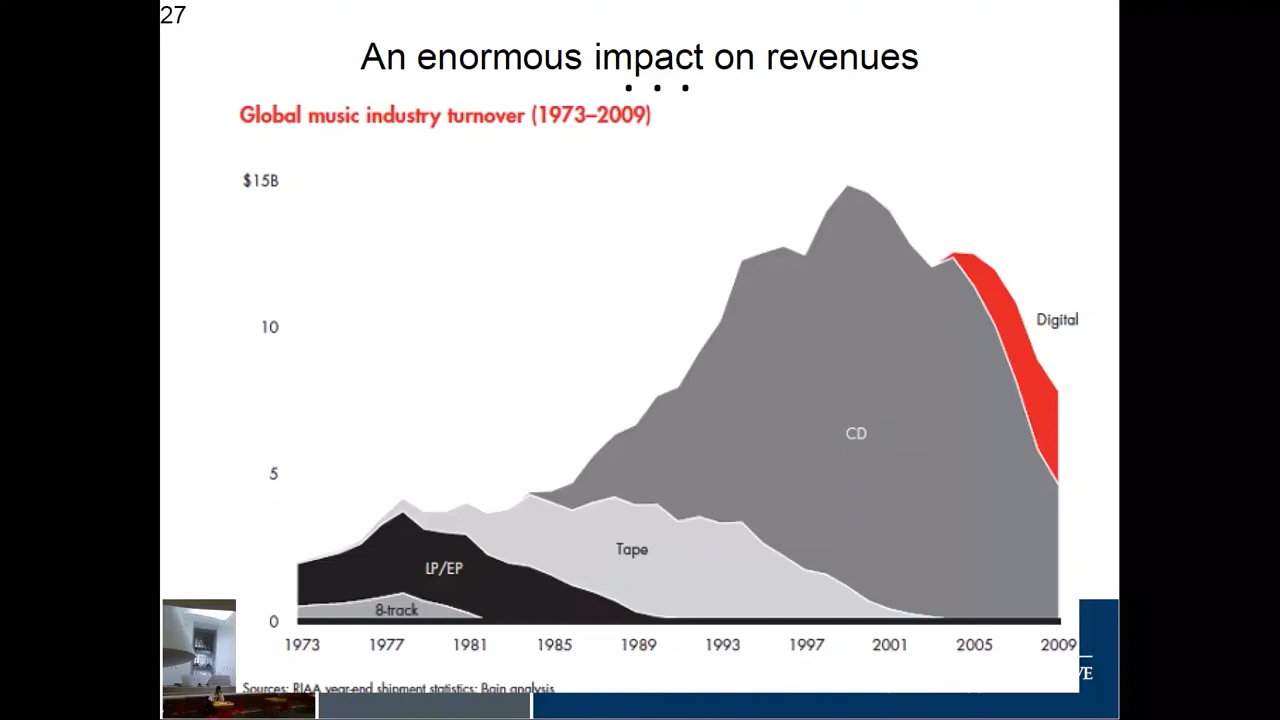 27
An enormous impact on revenues
...
Global music industry turnover (1973–2009)
$15B
10
Digital
5
CD
Tape
LP/EP
8-track
0
1973 1977 1981 1985 1989 1993 1997 2001 2005 2009
Sources: RIAA year-end shipment statistics; Bain analysis